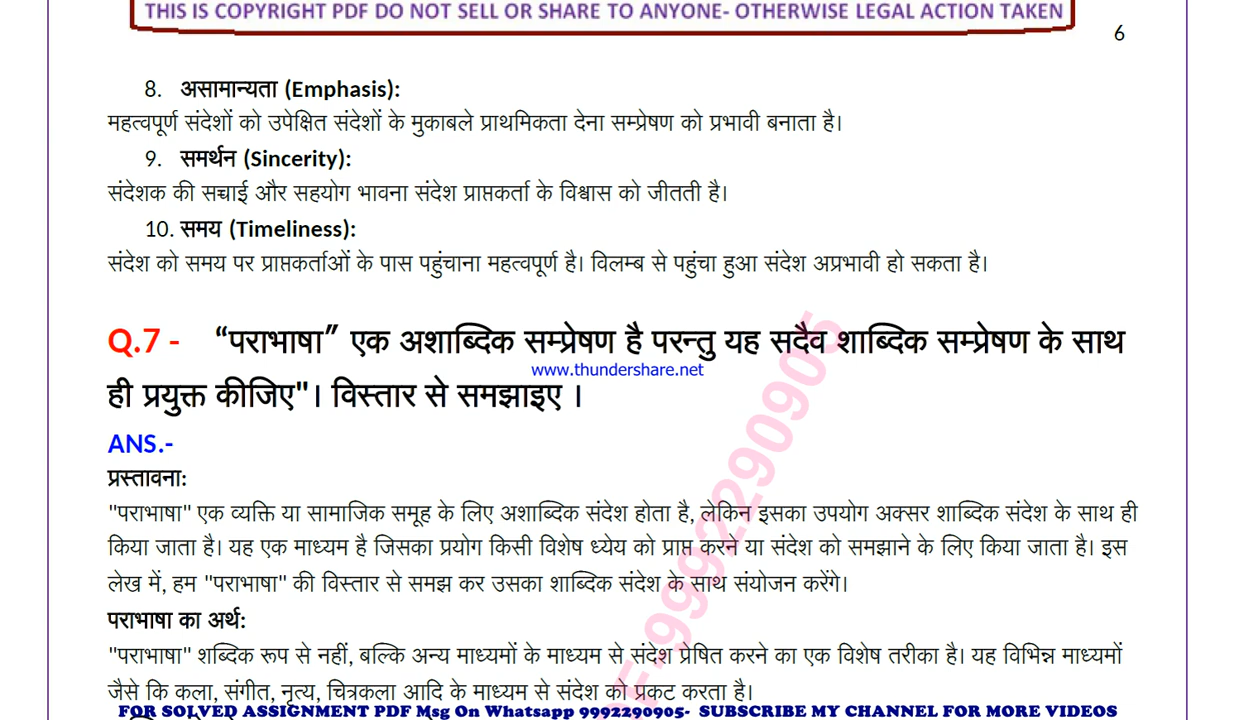 THIS IS COPYRIGHT PDF DO NOT SELL OR SHARE TO ANYONE- OTHERWISE LEGAL ACTION TAKEN
6
8. असामान्यता (Emphasis):
महत्वपूर्ण संदेशों को उपेक्षित संदेशों के मुकाबले प्राथमिकता देना सम्प्रेषण को प्रभावी बनाता है।
9. समर्थन (Sincerity):
संदेशक की सच्चाई और सहयोग भावना संदेश प्राप्तकर्ता के विश्वास को जीतती है।
10. समय (Timeliness):
संदेश को समय पर प्राप्तकर्ताओं के पास पहुंचाना महत्वपूर्ण है। विलम्ब से पहुंचा हुआ संदेश अप्रभावी हो सकता है।
Q.7 - “पराभाषा” एक अशाब्दिक सम्प्रेषण है परन्तु यह सदैव शाब्दिक सम्प्रेषण के साथ
www.thundershare.net
ही प्रयुक्त कीजिए"। विस्तार से समझाइए ।
ANS.-
प्रस्तावना:
"पराभाषा" एक व्यक्ति या सामाजिक समूह के लिए अशाब्दिक संदेश होता है, लेकिन इसका उपयोग अक्सर शाब्दिक संदेश के साथ ही
किया जाता है। यह एक माध्यम है जिसका प्रयोग किसी विशेष ध्येय को प्राप्त करने या संदेश को समझाने के लिए किया जाता है। इस
लेख में, हम "पराभाषा" की विस्तार से समझ कर उसका शाब्दिक संदेश के साथ संयोजन करेंगे।
पराभाषा का अर्थ:
"पराभाषा" शब्दिक रूप से नहीं, बल्कि अन्य माध्यमों के माध्यम से संदेश प्रेषित करने का एक विशेष तरीका है। यह विभिन्न माध्यमों
जैसे कि कला, संगीत, नृत्य, चित्रकला आदि के माध्यम से संदेश को प्रकट करता है।
FOR SOLVED ASSIGNMENT PDF Msg On Whatsapp 9992290905- SUBSCRIBE MY CHANNEL FOR MORE VIDEOS